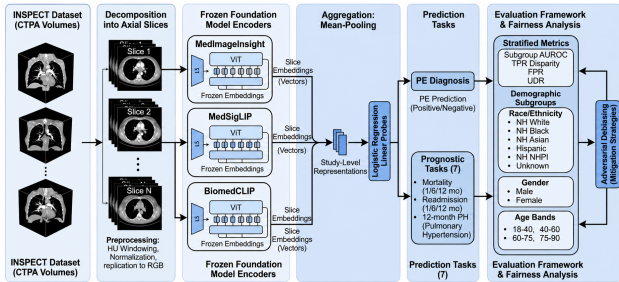 INSPECT Dataset
(CTPA Volumes)
INSPECT Dataset
(CTPA Volumes)
Decomposition
into Axial Slices
Slice 1
Slice 2
Slice N
Preprocessing:
HU Windowing,
Normalization,
replication to RGB
Frozen Foundation
Model Encoders
MedImageInsight
ViT
Frozen Embeddings
MedSigLIP
ViT
Frozen Embeddings
BiomedCLIP
ViT
Frozen Embeddings
Frozen Foundation
Model Encoders
Slice
Embeddings
(Vectors)
Slice
Embeddings
(Vectors)
Slice
Embeddings
Slice
Embeddings
(Vectors)
Aggregation:
Mean-Pooling
Study-Level
Representations
Logistic Regression
Linear Probes
Prediction
Tasks
PE Diagnosis
PE Prediction
(Positive/Negative)
Prognostic
Tasks (7)
• Mortality
(1/6/12 mo)
• Readmission
(1/6/12 mo)
• 12-month PH
(Pulmonary
Hypertension)
Prediction Tasks
(7)
Evaluation Framework
& Fairness Analysis
Stratified Metrics
Subgroup AUROC
TPR Disparity
FPR
UDR
Demographic
Subgroups
Race/Ethnicity
• NH White
• NH Black
• NH Asian
• Hispanic
• NH NHPI
• Unknown
Gender
• Male
• Female
Age Bands
• 18-40, 40-60
• 60-75, 75-90
Evaluation Framework
& Fairness Analysis
Adversarial Debiasing
(Mitigation Strategies)